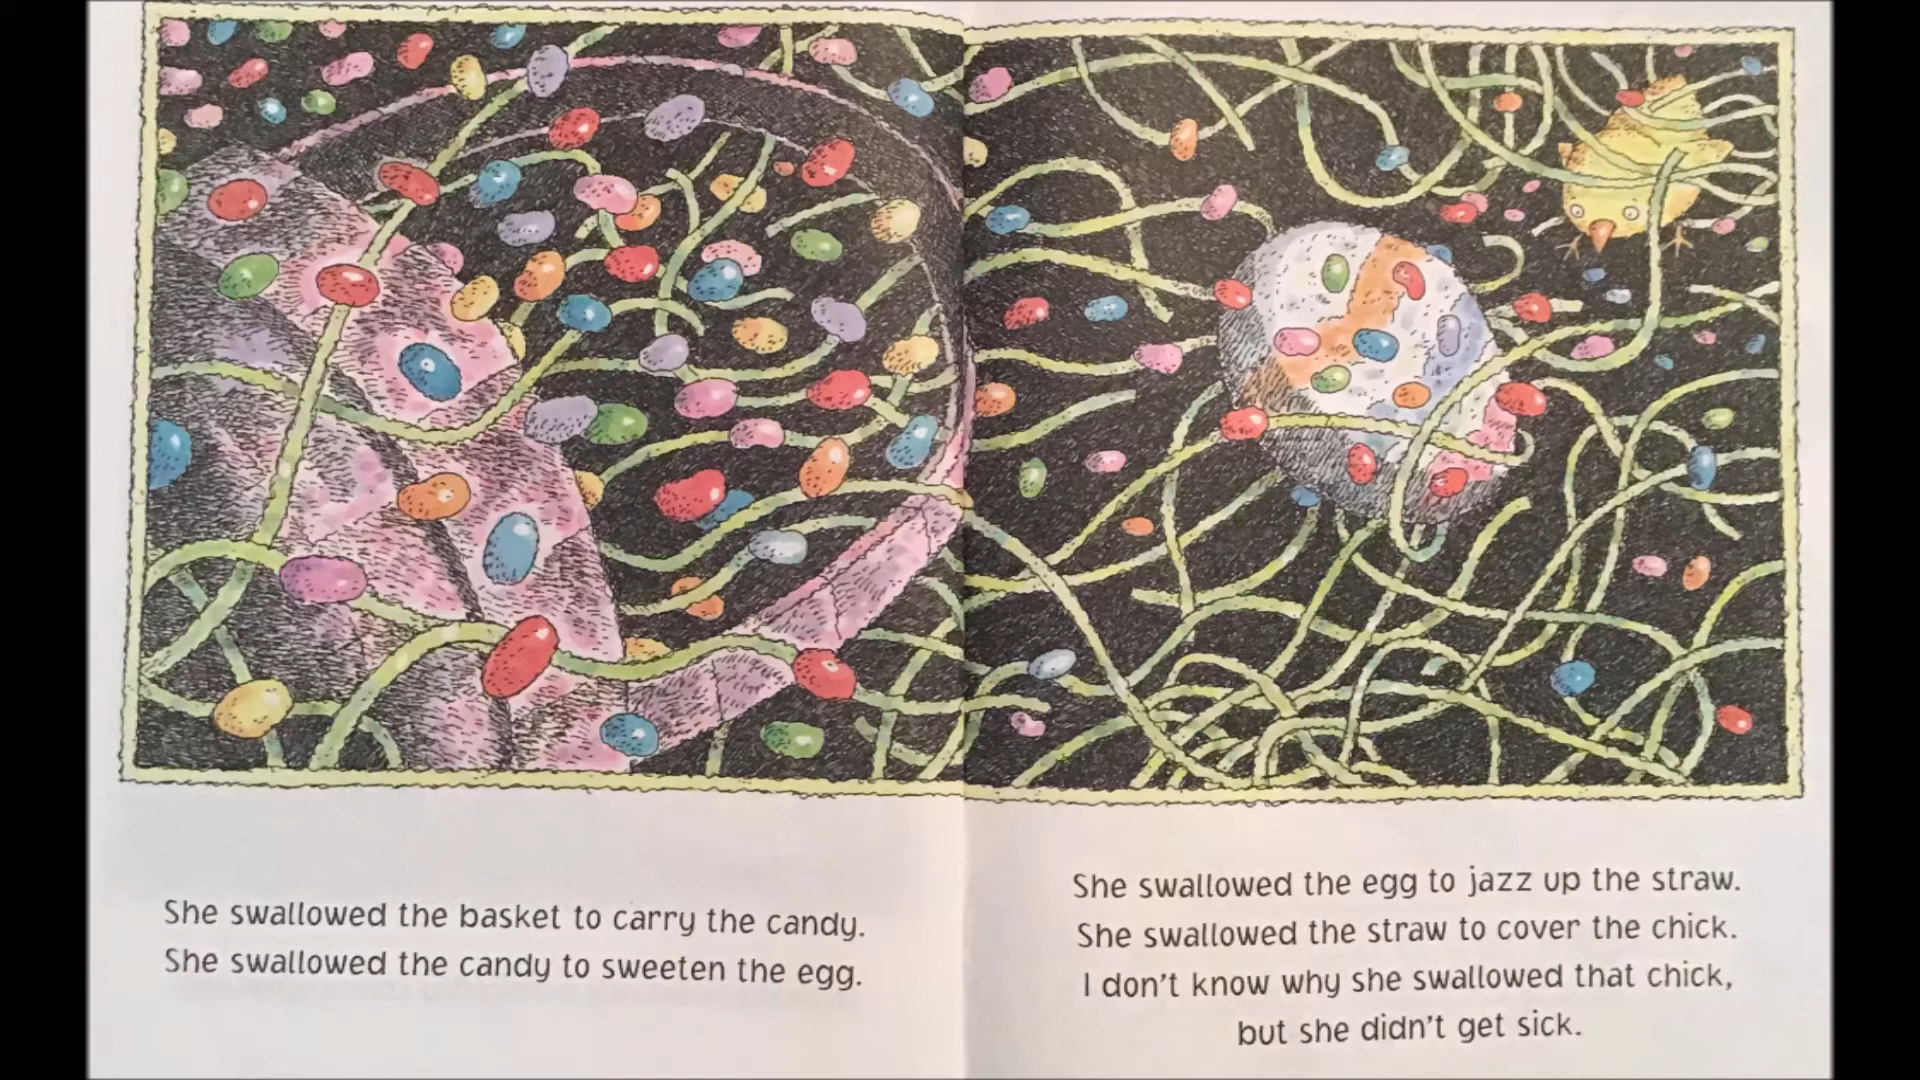 She swallowed the basket to carry the candy.
She swallowed the candy to sweeten the egg.
She swallowed the egg to jazz up the straw.
She swallowed the straw to cover the chick.
I don't know why she swallowed that chick,
but she didn't get sick.